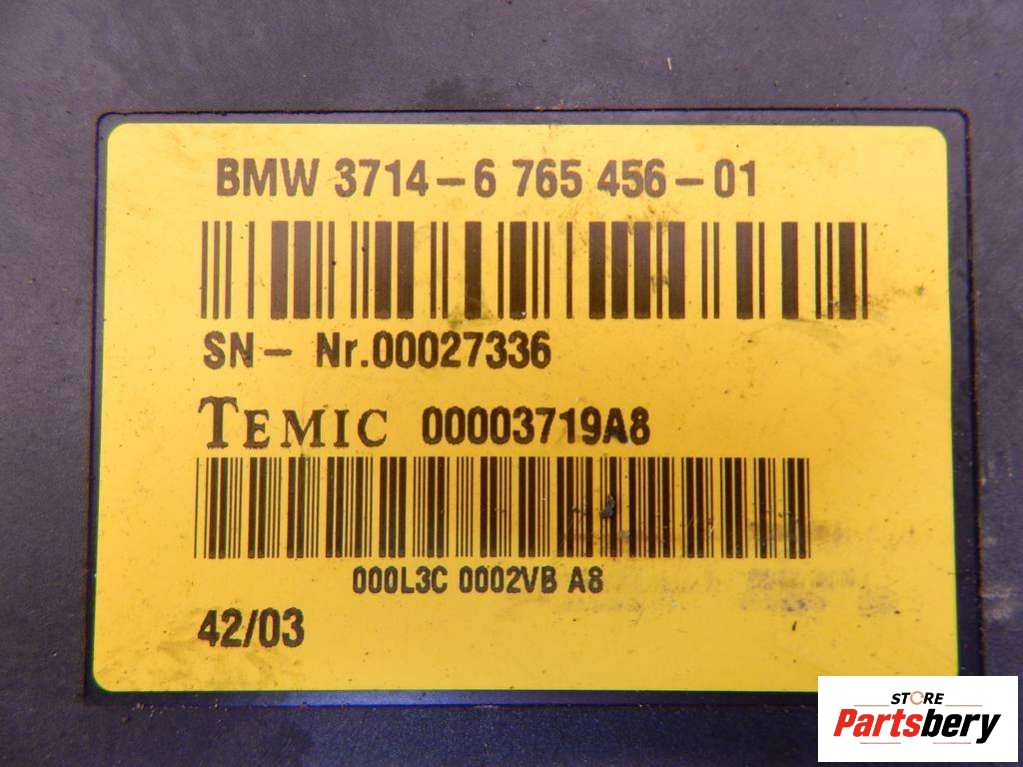 BMW 3714-6 765 456-01
SN- Nr.00027336
TEMIC 00003719A8
000L3C 0002VB A8
42/03
STORE
Partsbery